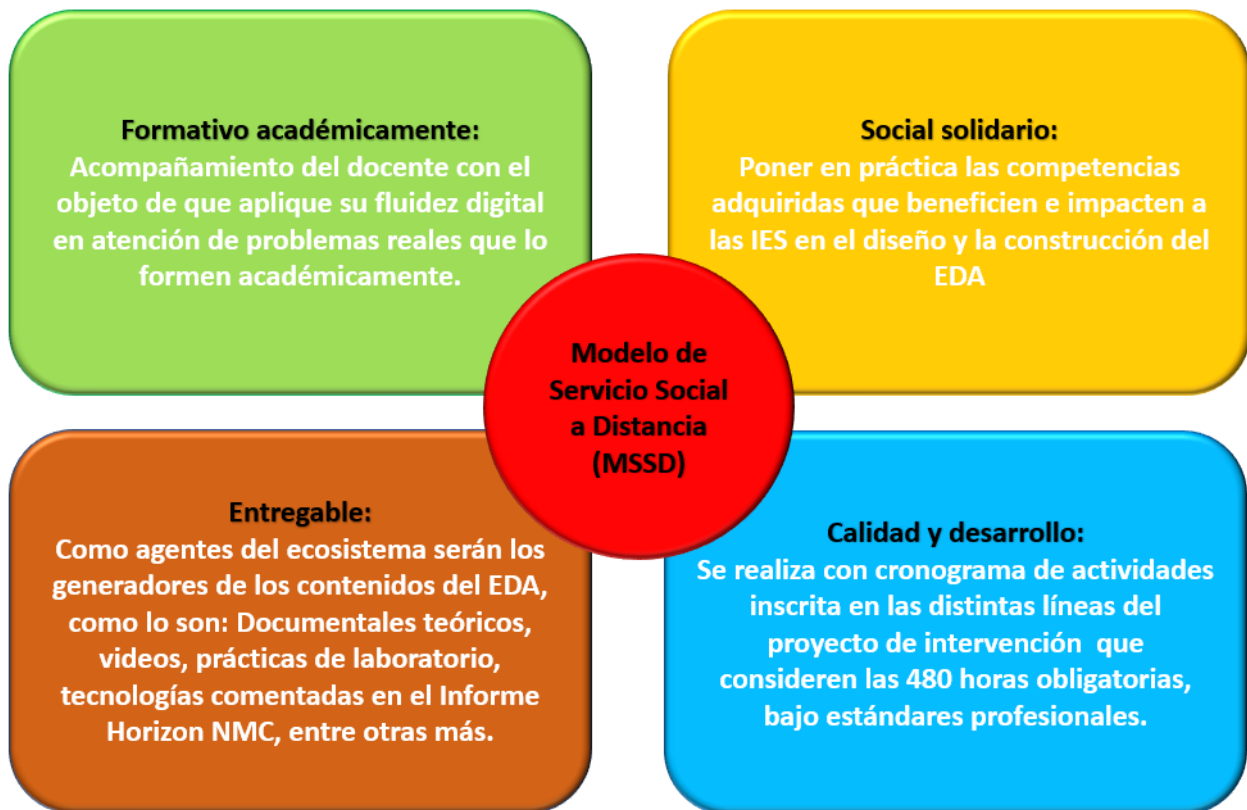 Formativo académicamente:
Acompañamiento del docente con el
objeto de que aplique su fluidez digital
en atención de problemas reales que lo
formen académicamente.
Social solidario:
Poner en práctica las competencias
adquiridas que beneficien e impacten a
las IES en el diseño y la construcción del
EDA
Modelo de
Servicio Social
a Distancia
(MSSD)
Entregable:
Como agentes del ecosistema serán los
generadores de los contenidos del EDA,
como lo son: Documentales teóricos,
videos, prácticas de laboratorio,
tecnologías comentadas en el Informe
Horizon NMC, entre otras más.
Calidad y desarrollo:
Se realiza con cronograma de actividades
inscrita en las distintas líneas del
proyecto de intervención que
consideren las 480 horas obligatorias,
bajo estándares profesionales.